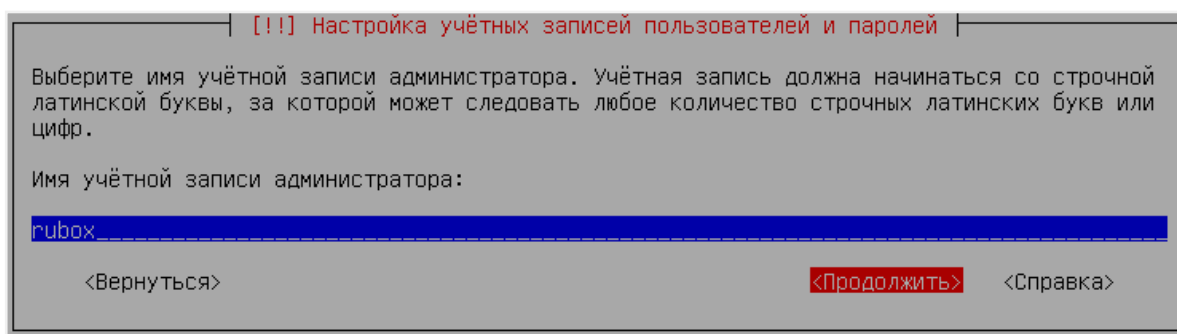 [!!] Настройка учётных записей пользователей и паролей
Выберите имя учётной записи администратора. Учётная запись должна начинаться со строчной
латинской буквы, за которой может следовать любое количество строчных латинских букв или
цифр.
Имя учётной записи администратора:
rubox
<Вернуться> <Продолжить> <Справка>